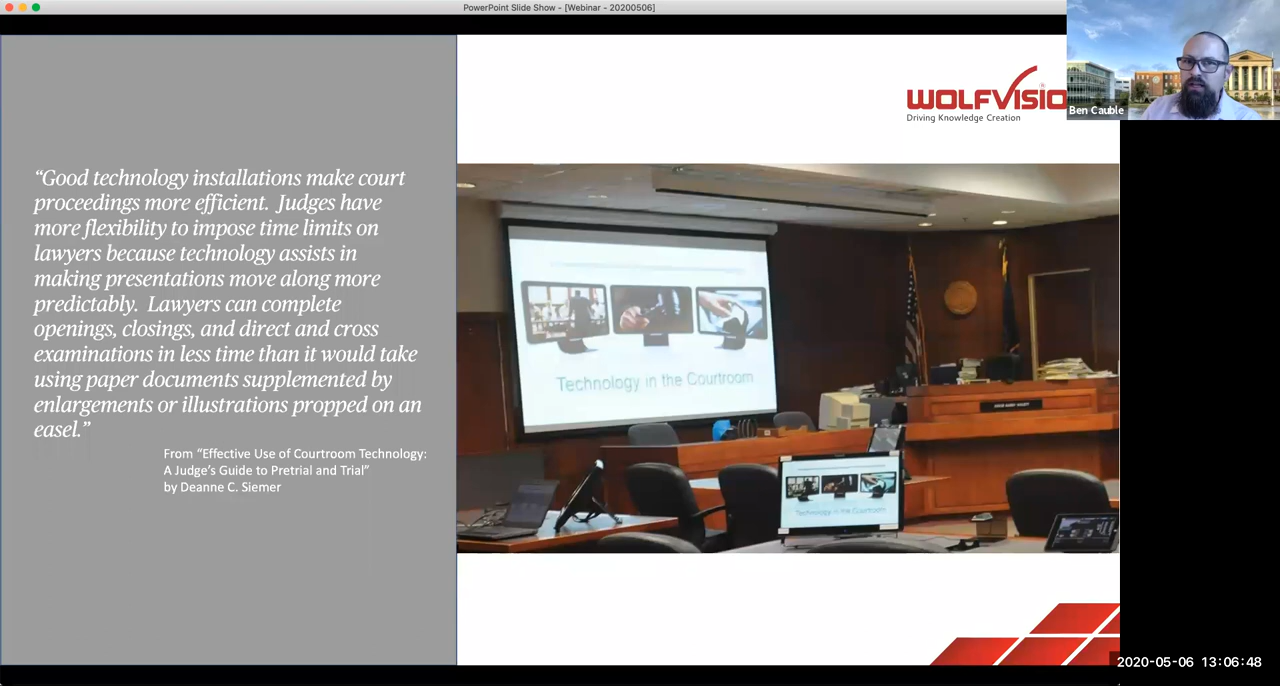 PowerPoint Slide Show - [Webinar - 20200506]
Ben Cauble
WOLFVISIO
Driving Knowledge Creation
“Good technology installations make court
proceedings more efficient.  Judges have
more flexibility to impose time limits on
lawyers because technology assists in
making presentations move along more
predictably.  Lawyers can complete
openings, closings, and direct and cross
examinations in less time than it would take
using paper documents supplemented by
enlargements or illustrations propped on an
easel.”
From “Effective Use of Courtroom Technology:
A Judge’s Guide to Pretrial and Trial”
by Deanne C. Siemer
Technology in the Courtroom
Technology in the Courtroom
2020-05-06 13:06:48